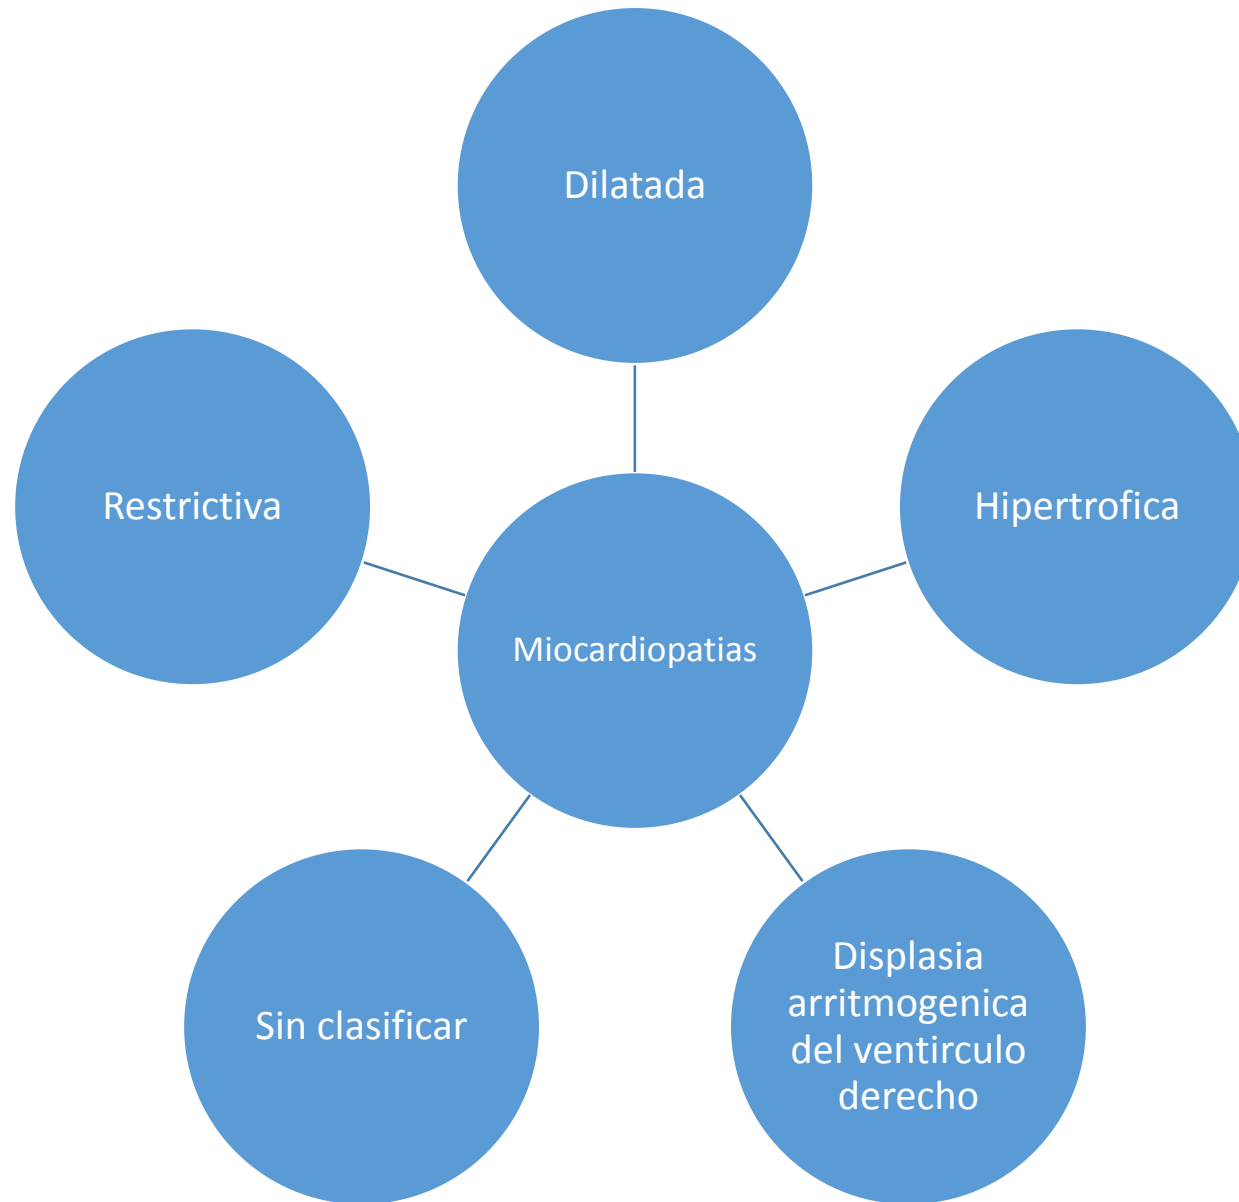 Dilatada
Restrictiva
Hipertrofica
Miocardiopatias
Sin clasificar
Displasia
arritmogenica
del ventirculo
derecho